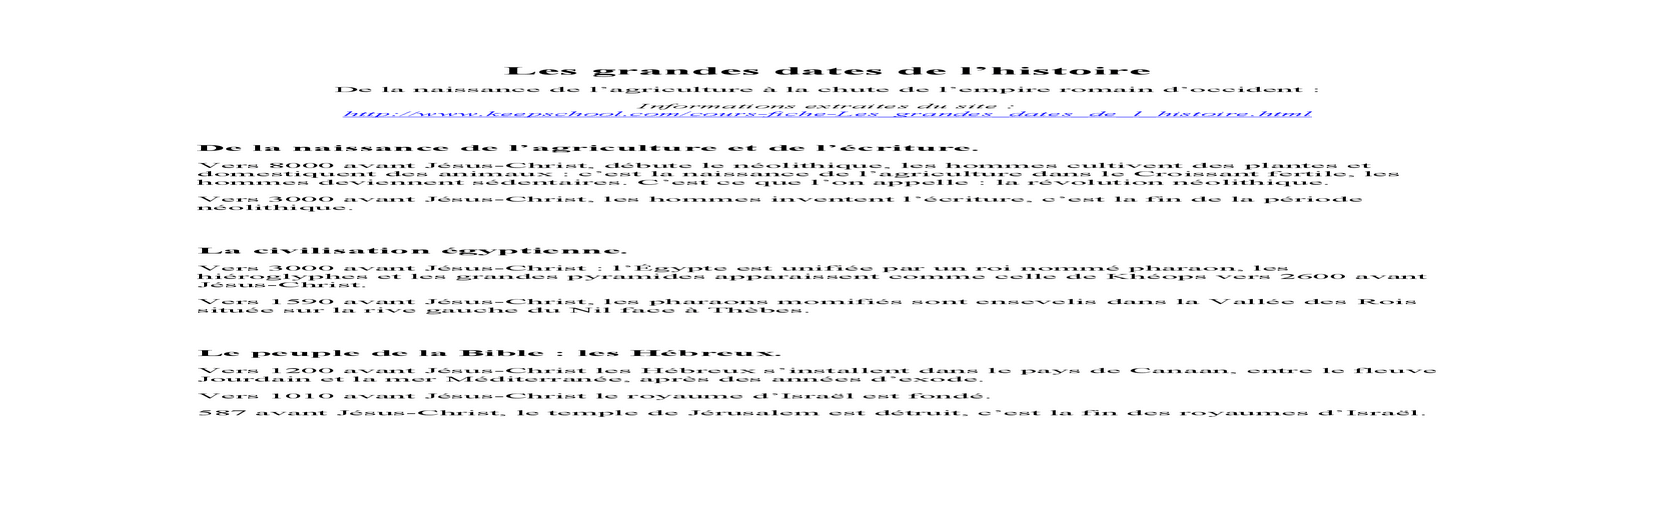 Les grandes dates de l'histoire
De la naissance de l'agriculture à la chute de l'empire romain d'occident :
Informations extraites du site :
http://www.keepschool.com/cours-fiche-Les_grandes_dates_de_l_histoire.html
De la naissance de l'agriculture et de l'écriture.
Vers 8000 avant Jésus-Christ, débute le néolithique, les hommes cultivent des plantes et
domestiquent des animaux : c'est la naissance de l'agriculture dans le Croissant fertile, les
hommes deviennent sédentaires. C'est ce que l'on appelle : la révolution néolithique.
Vers 3000 avant Jésus-Christ, les hommes inventent l'écriture, c'est la fin de la période
néolithique.
La civilisation égyptienne.
Vers 3000 avant Jésus-Christ : l'Égypte est unifiée par un roi nommé pharaon, les
hiéroglyphes et les grandes pyramides apparaissent comme celle de Khéops vers 2600 avant
Jésus-Christ.
Vers 1590 avant Jésus-Christ, les pharaons momifiés sont ensevelis dans la Vallée des Rois
située sur la rive gauche du Nil face à Thèbes.
Le peuple de la Bible : les Hébreux.
Vers 1200 avant Jésus-Christ les Hébreux s'installent dans le pays de Canaan, entre le fleuve
Jourdain et la mer Méditerranée, après des années d'exode.
Vers 1010 avant Jésus-Christ le royaume d'Israël est fondé.
587 avant Jésus-Christ, le temple de Jérusalem est détruit, c'est la fin des royaumes d'Israël.